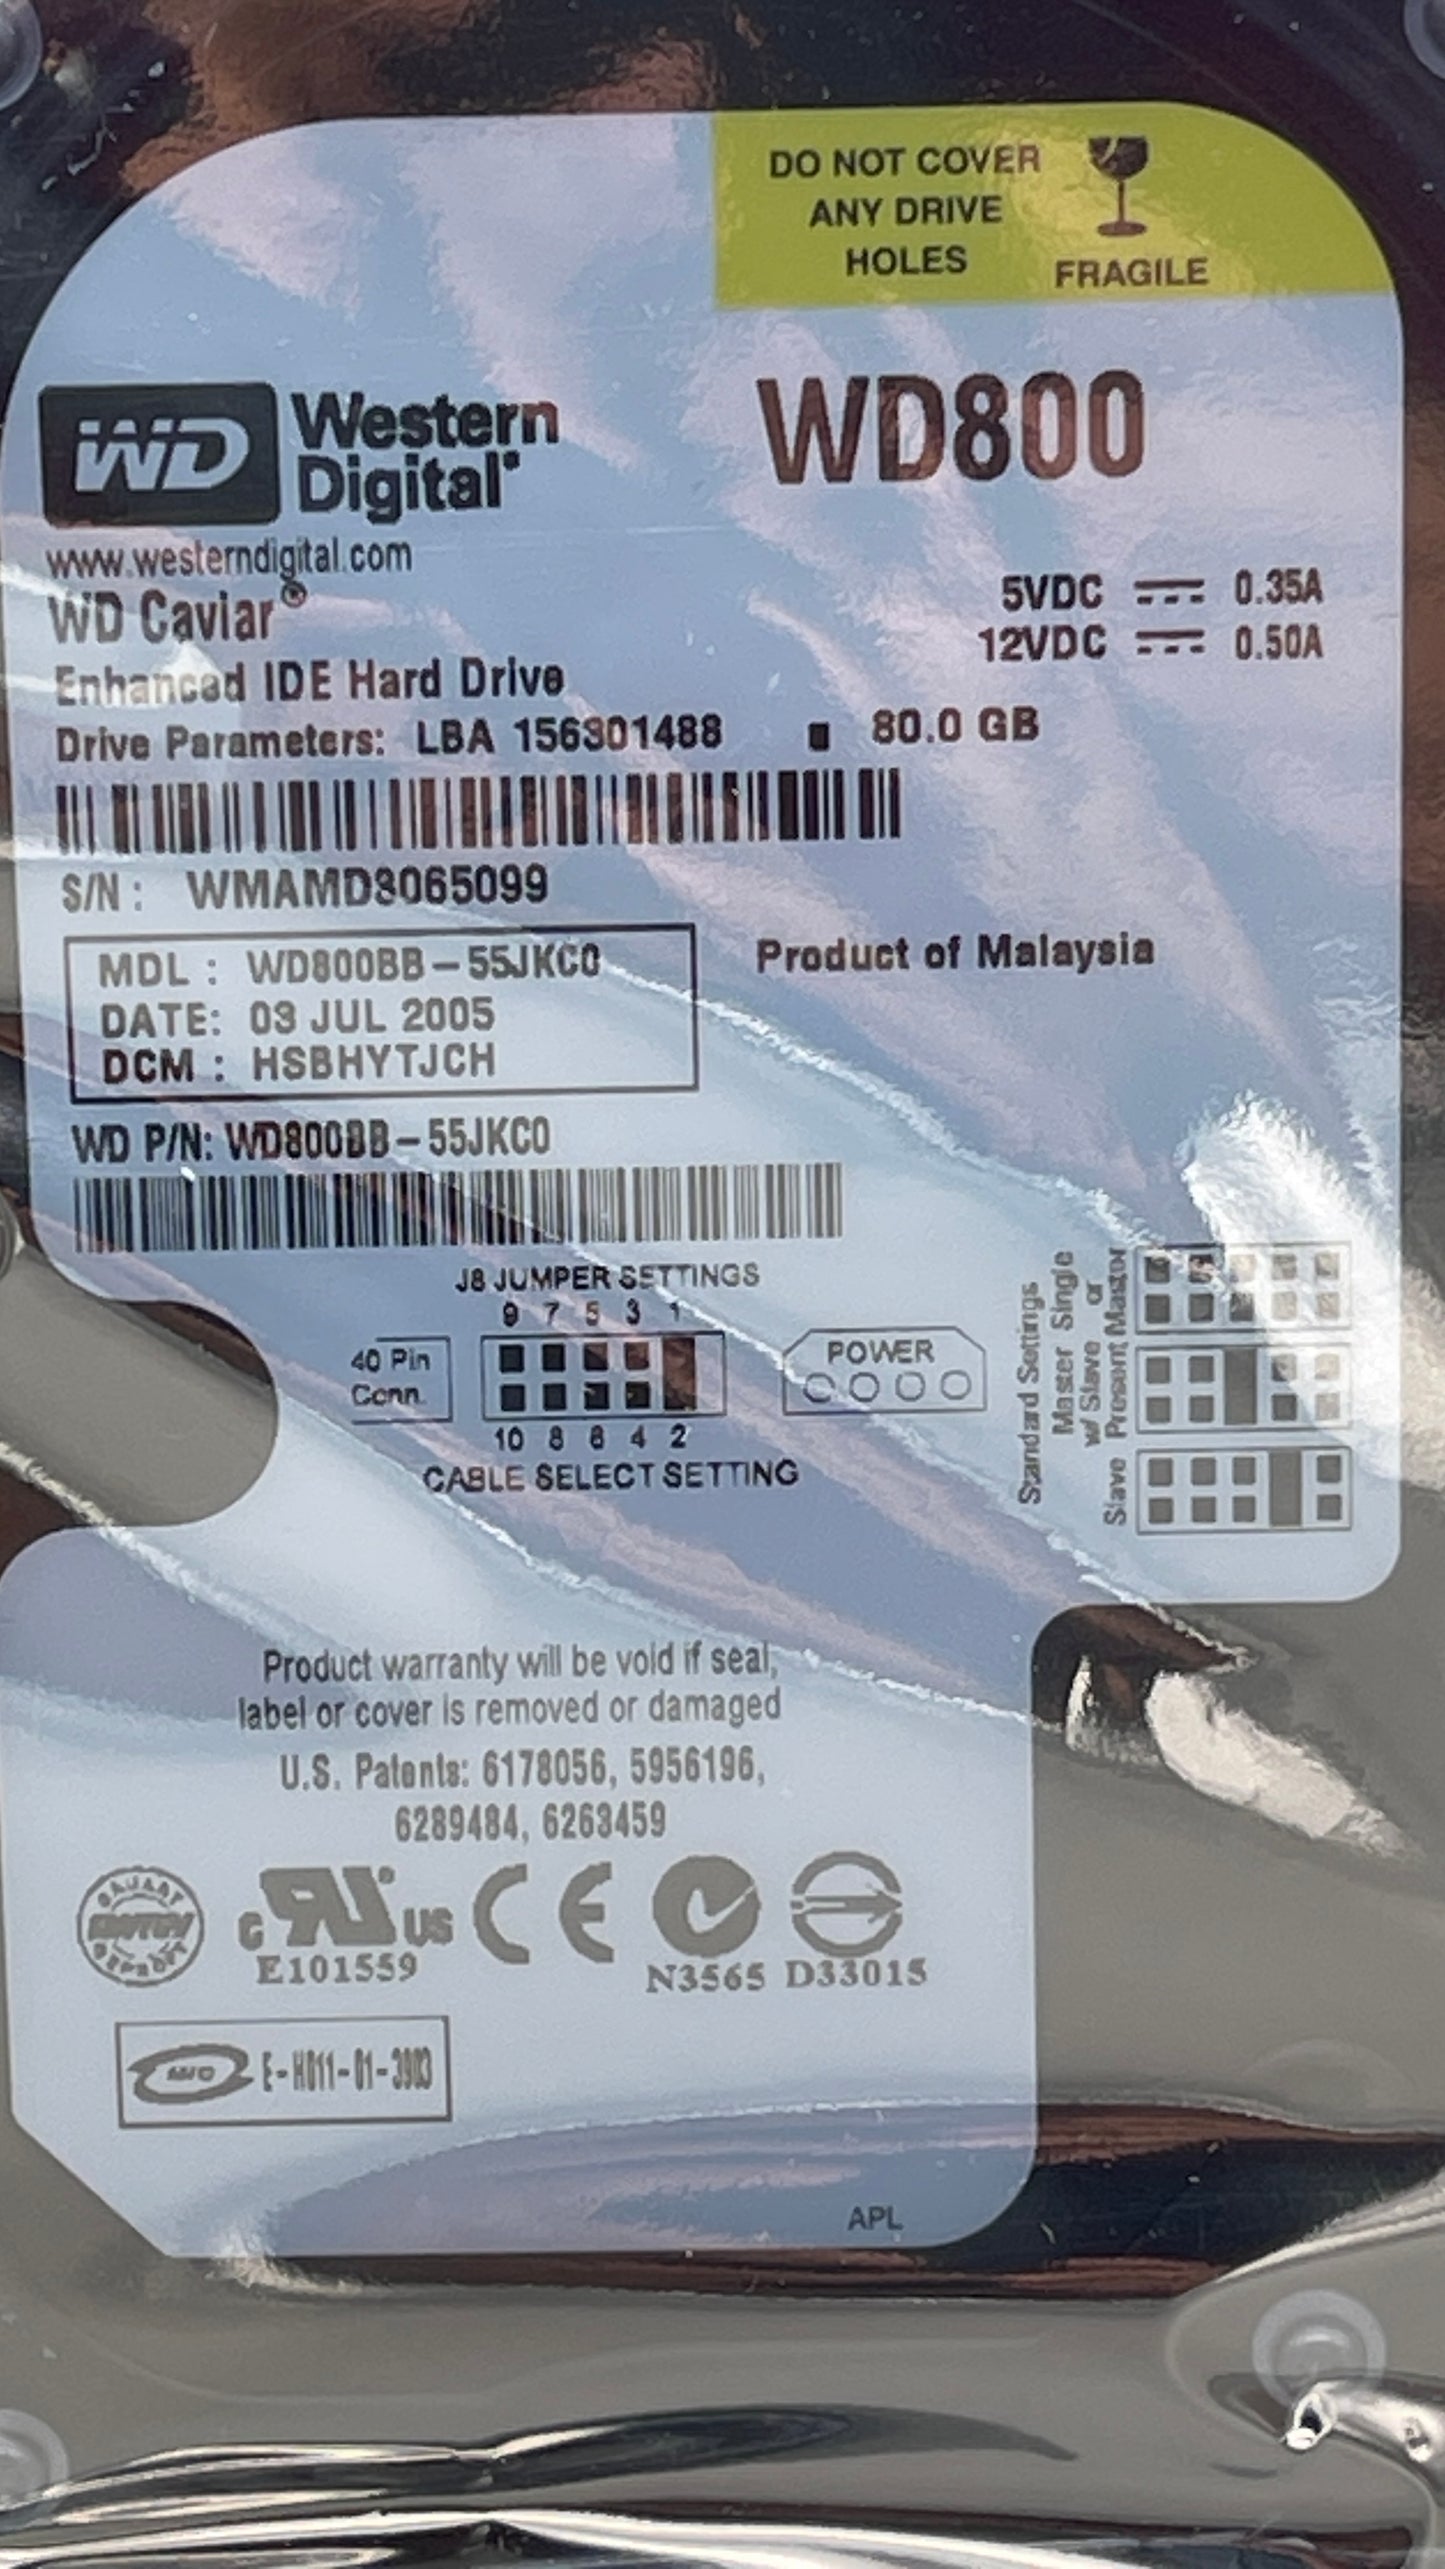 DO NOT COVER
ANY DRIVE
HOLES
FRAGILE
WD Western
Digital
WD800
www.westerndigital.com
WD Caviar®
5VDC 0.35A
12VDC 0.50A
Enhanced IDE Hard Drive
Drive Parameters: LBA 156301488 ■ 80.0 GB
S/N: WMAMD3065099
MDL: WD800BB-55JKC0
DATE: 03 JUL 2005
DCM: HSBHYTJCH
Product of Malaysia
WD P/N: WD800BB-55JKC0
J8 JUMPER SETTINGS
9 7 5 3 1
40 Pin
Conn.
POWER
10 8 6 4 2
CABLE SELECT SETTING
Standard Settings
Master Single
w/ Slave or
Present Master
Slave
Product warranty will be void if seal,
label or cover is removed or damaged
U.S. Patents: 6178056, 5956196,
6289484, 6263459
c US CE
E101559
N3565 D33015
E-H011-01-3903
APL